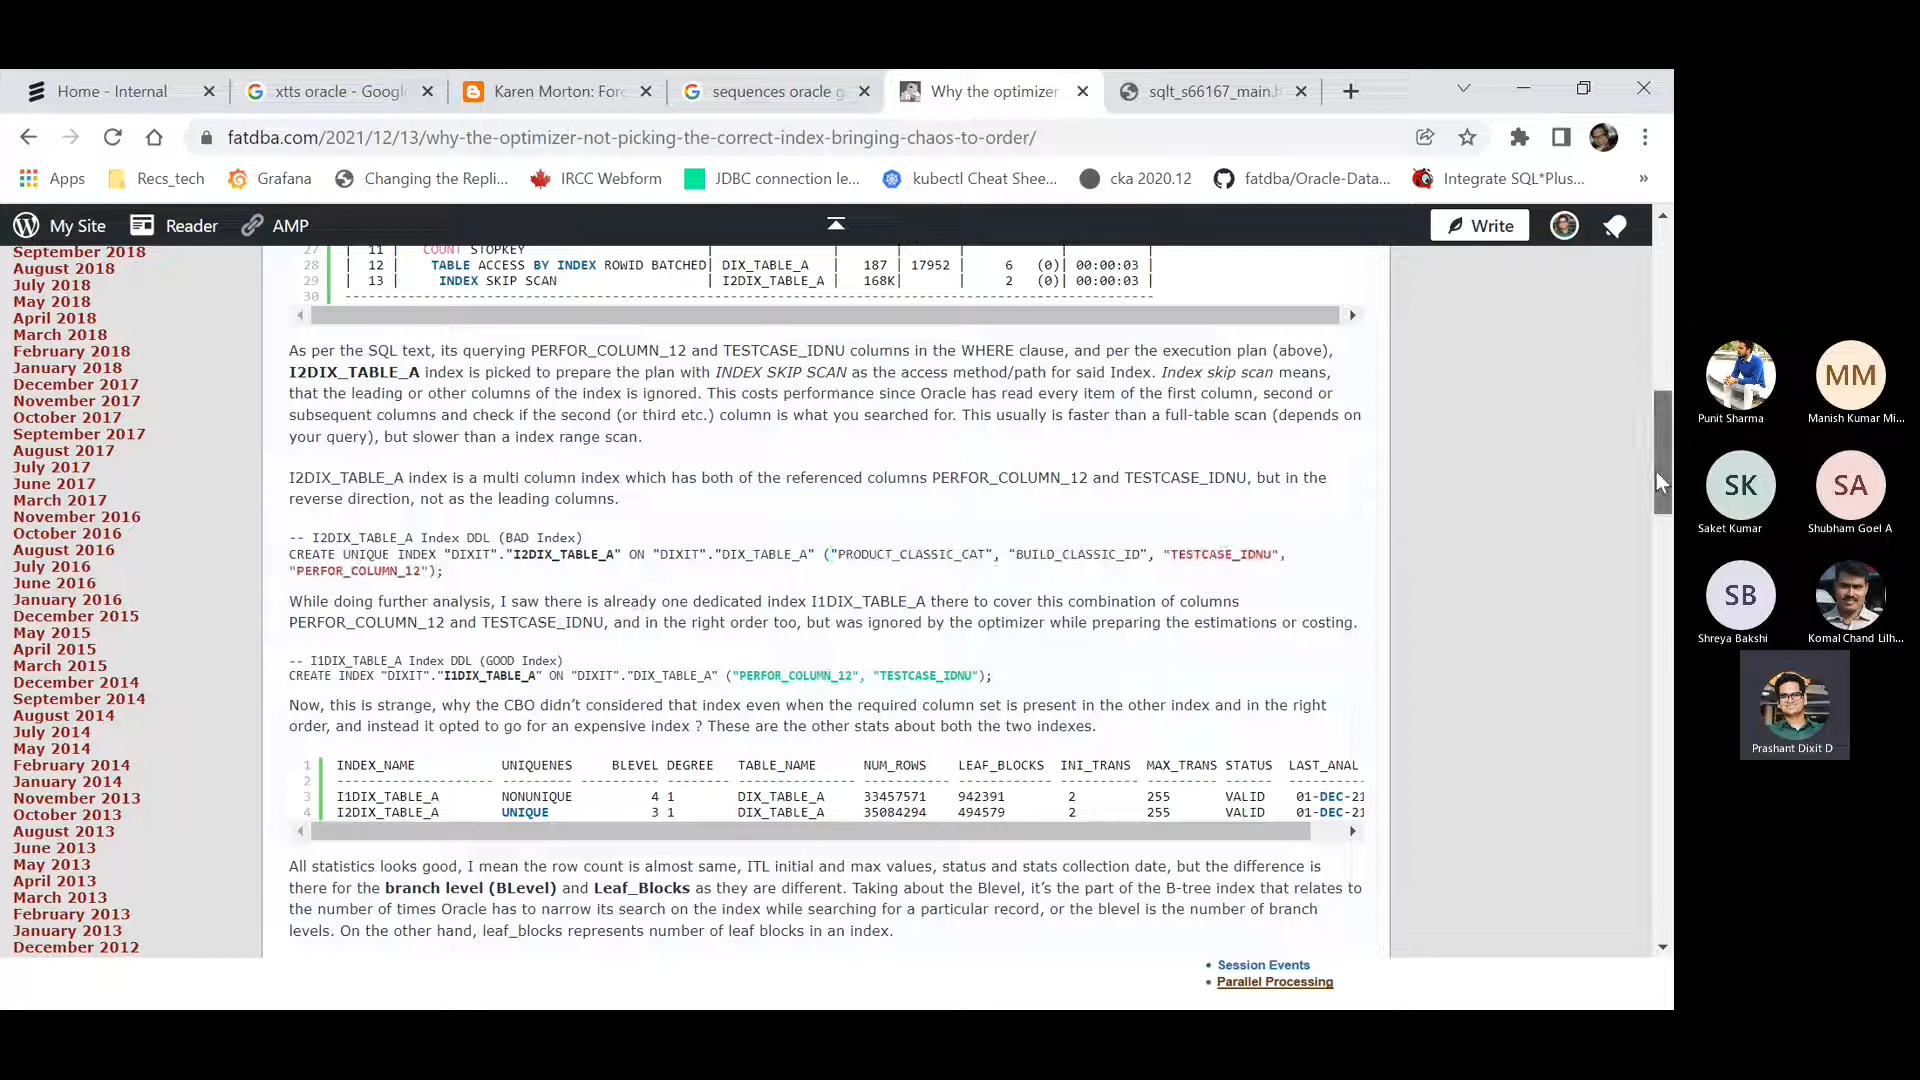 Home - Internal
xtts oracle - Googl
Karen Morton: For
sequences oracle g
Why the optimizer
sqlt_s66167_main.h
fatdba.com/2021/12/13/why-the-optimizer-not-picking-the-correct-index-bringing-chaos-to-order/
Apps
Recs_tech
Grafana
Changing the Repli...
IRCC Webform
JDBC connection le...
kubectl Cheat Shee...
cka 2020.12
fatdba/Oracle-Data...
Integrate SQL*Plus...
»
My Site
Reader
AMP
Write
September 2018
August 2018
July 2018
May 2018
April 2018
March 2018
February 2018
January 2018
December 2017
November 2017
October 2017
September 2017
August 2017
July 2017
June 2017
March 2017
November 2016
October 2016
August 2016
July 2016
June 2016
January 2016
December 2015
May 2015
April 2015
March 2015
December 2014
September 2014
August 2014
July 2014
May 2014
February 2014
January 2014
November 2013
October 2013
August 2013
June 2013
May 2013
April 2013
March 2013
February 2013
January 2013
December 2012
27 | 11 | COUNT STOPKEY | | | | | |
28 | 12 | TABLE ACCESS BY INDEX ROWID BATCHED| DIX_TABLE_A | 187 | 17952 | 6 (0)| 00:00:03 |
29 | 13 | INDEX SKIP SCAN | I2DIX_TABLE_A | 168K| | 2 (0)| 00:00:03 |
30 ------------------------------------------------------------------------------------------------------
As per the SQL text, its querying PERFOR_COLUMN_12 and TESTCASE_IDNU columns in the WHERE clause, and per the execution plan (above),
I2DIX_TABLE_A index is picked to prepare the plan with INDEX SKIP SCAN as the access method/path for said Index. Index skip scan means,
that the leading or other columns of the index is ignored. This costs performance since Oracle has read every item of the first column, second or
subsequent columns and check if the second (or third etc.) column is what you searched for. This usually is faster than a full-table scan (depends on
your query), but slower than a index range scan.
I2DIX_TABLE_A index is a multi column index which has both of the referenced columns PERFOR_COLUMN_12 and TESTCASE_IDNU, but in the
reverse direction, not as the leading columns.
-- I2DIX_TABLE_A Index DDL (BAD Index)
CREATE UNIQUE INDEX "DIXIT"."I2DIX_TABLE_A" ON "DIXIT"."DIX_TABLE_A" ("PRODUCT_CLASSIC_CAT", "BUILD_CLASSIC_ID", "TESTCASE_IDNU",
"PERFOR_COLUMN_12");
While doing further analysis, I saw there is already one dedicated index I1DIX_TABLE_A there to cover this combination of columns
PERFOR_COLUMN_12 and TESTCASE_IDNU, and in the right order too, but was ignored by the optimizer while preparing the estimations or costing.
-- I1DIX_TABLE_A Index DDL (GOOD Index)
CREATE INDEX "DIXIT"."I1DIX_TABLE_A" ON "DIXIT"."DIX_TABLE_A" ("PERFOR_COLUMN_12", "TESTCASE_IDNU");
Now, this is strange, why the CBO didn't considered that index even when the required column set is present in the other index and in the right
order, and instead it opted to go for an expensive index ? These are the other stats about both the two indexes.
1 INDEX_NAME UNIQUENES BLEVEL DEGREE TABLE_NAME NUM_ROWS LEAF_BLOCKS INI_TRANS MAX_TRANS STATUS LAST_ANAL
2 -------------------- --------- ---------- ------- --------------- ---------- ----------- ---------- ---------- -------- ---------
3 I1DIX_TABLE_A NONUNIQUE 4 1 DIX_TABLE_A 33457571 942391 2 255 VALID 01-DEC-21
4 I2DIX_TABLE_A UNIQUE 3 1 DIX_TABLE_A 35084294 494579 2 255 VALID 01-DEC-21
All statistics looks good, I mean the row count is almost same, ITL initial and max values, status and stats collection date, but the difference is
there for the branch level (BLevel) and Leaf_Blocks as they are different. Taking about the Blevel, it's the part of the B-tree index that relates to
the number of times Oracle has to narrow its search on the index while searching for a particular record, or the blevel is the number of branch
levels. On the other hand, leaf_blocks represents number of leaf blocks in an index.
• Session Events
• Parallel Processing
Punit Sharma
MM
Manish Kumar Mi...
SK
Saket Kumar
SA
Shubham Goel A
SB
Shreya Bakshi
Komal Chand Lilh...
Prashant Dixit D